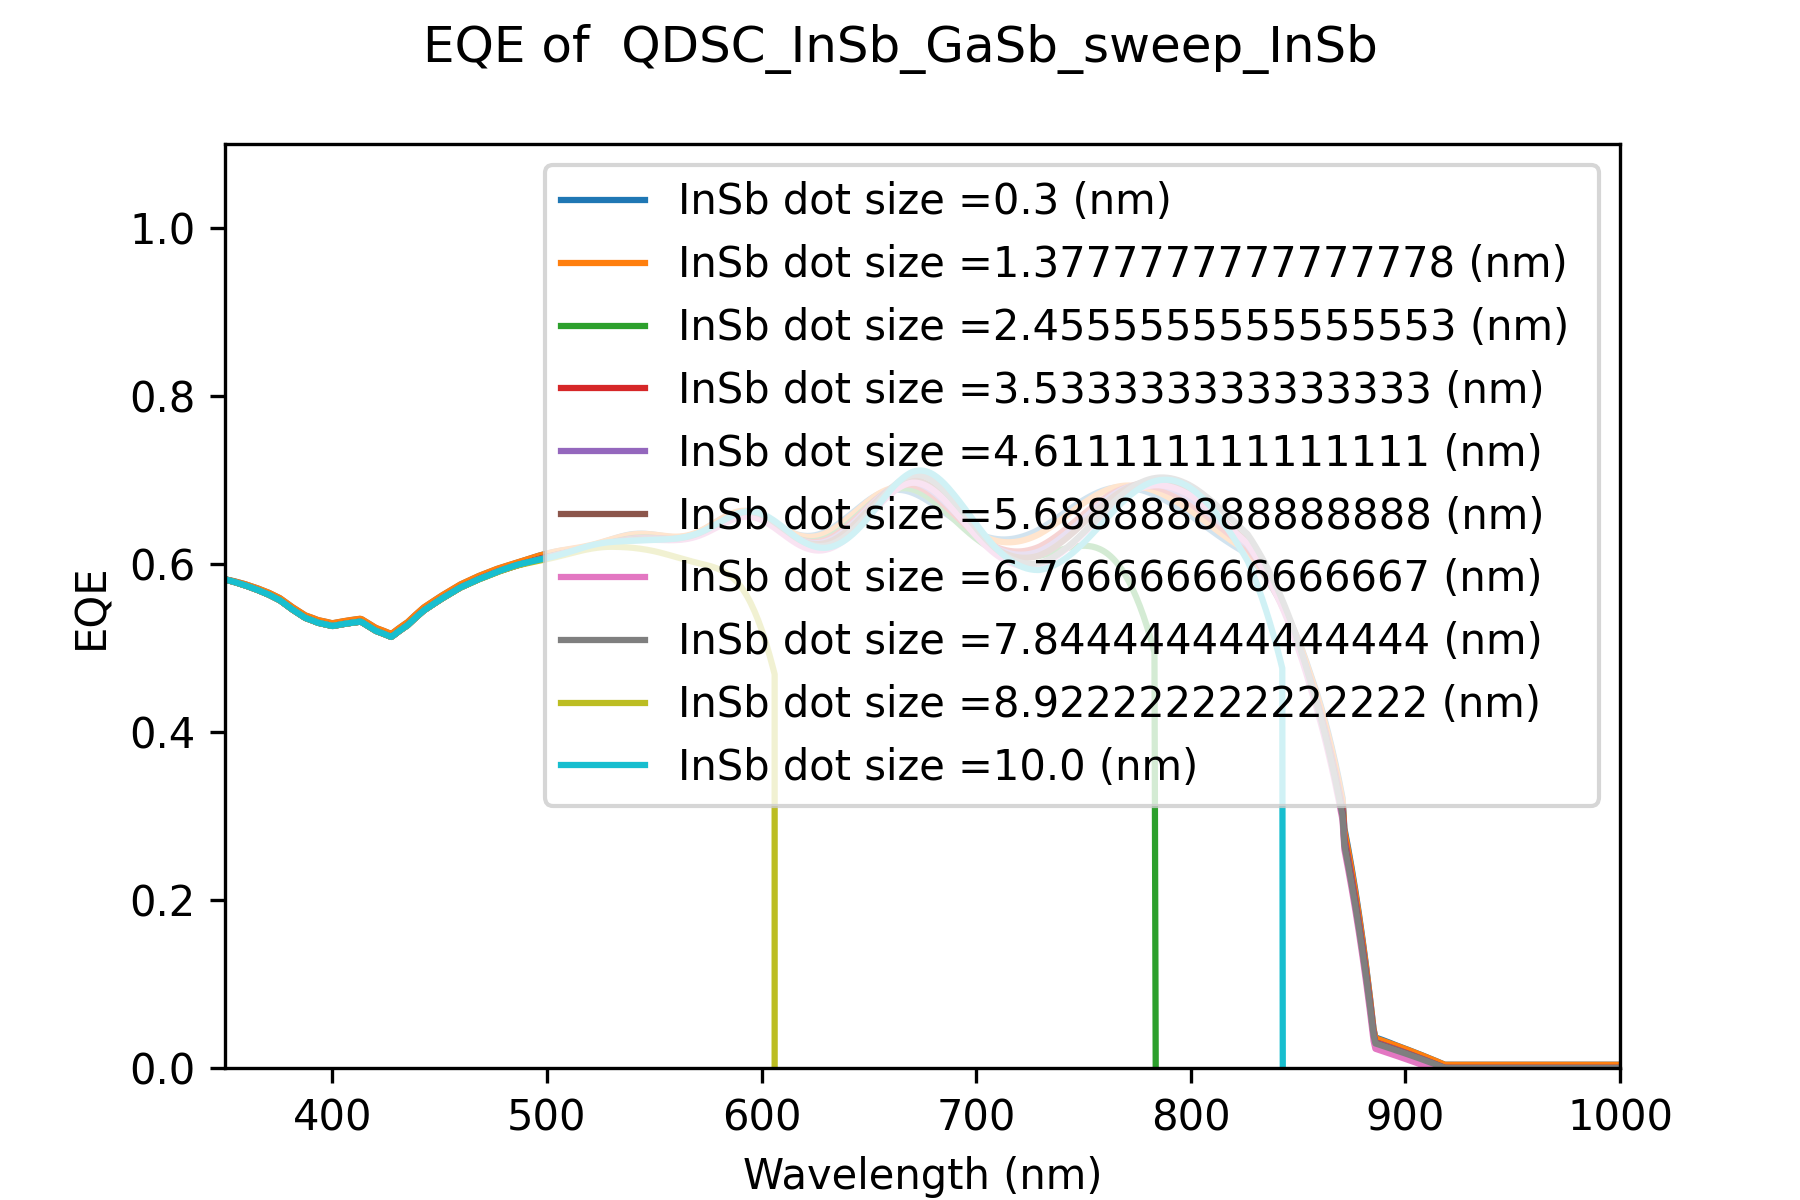 EQE of  QDSC_InSb_GaSb_sweep_InSb
InSb dot size =0.3 (nm)
InSb dot size =1.3777777777777778 (nm)
InSb dot size =2.4555555555555553 (nm)
InSb dot size =3.533333333333333 (nm)
InSb dot size =4.611111111111111 (nm)
InSb dot size =5.688888888888888 (nm)
InSb dot size =6.766666666666667 (nm)
InSb dot size =7.844444444444444 (nm)
InSb dot size =8.922222222222222 (nm)
InSb dot size =10.0 (nm)
1.0
0.8
0.6
0.4
0.2
0.0
EQE
400 500 600 700 800 900 1000
Wavelength (nm)